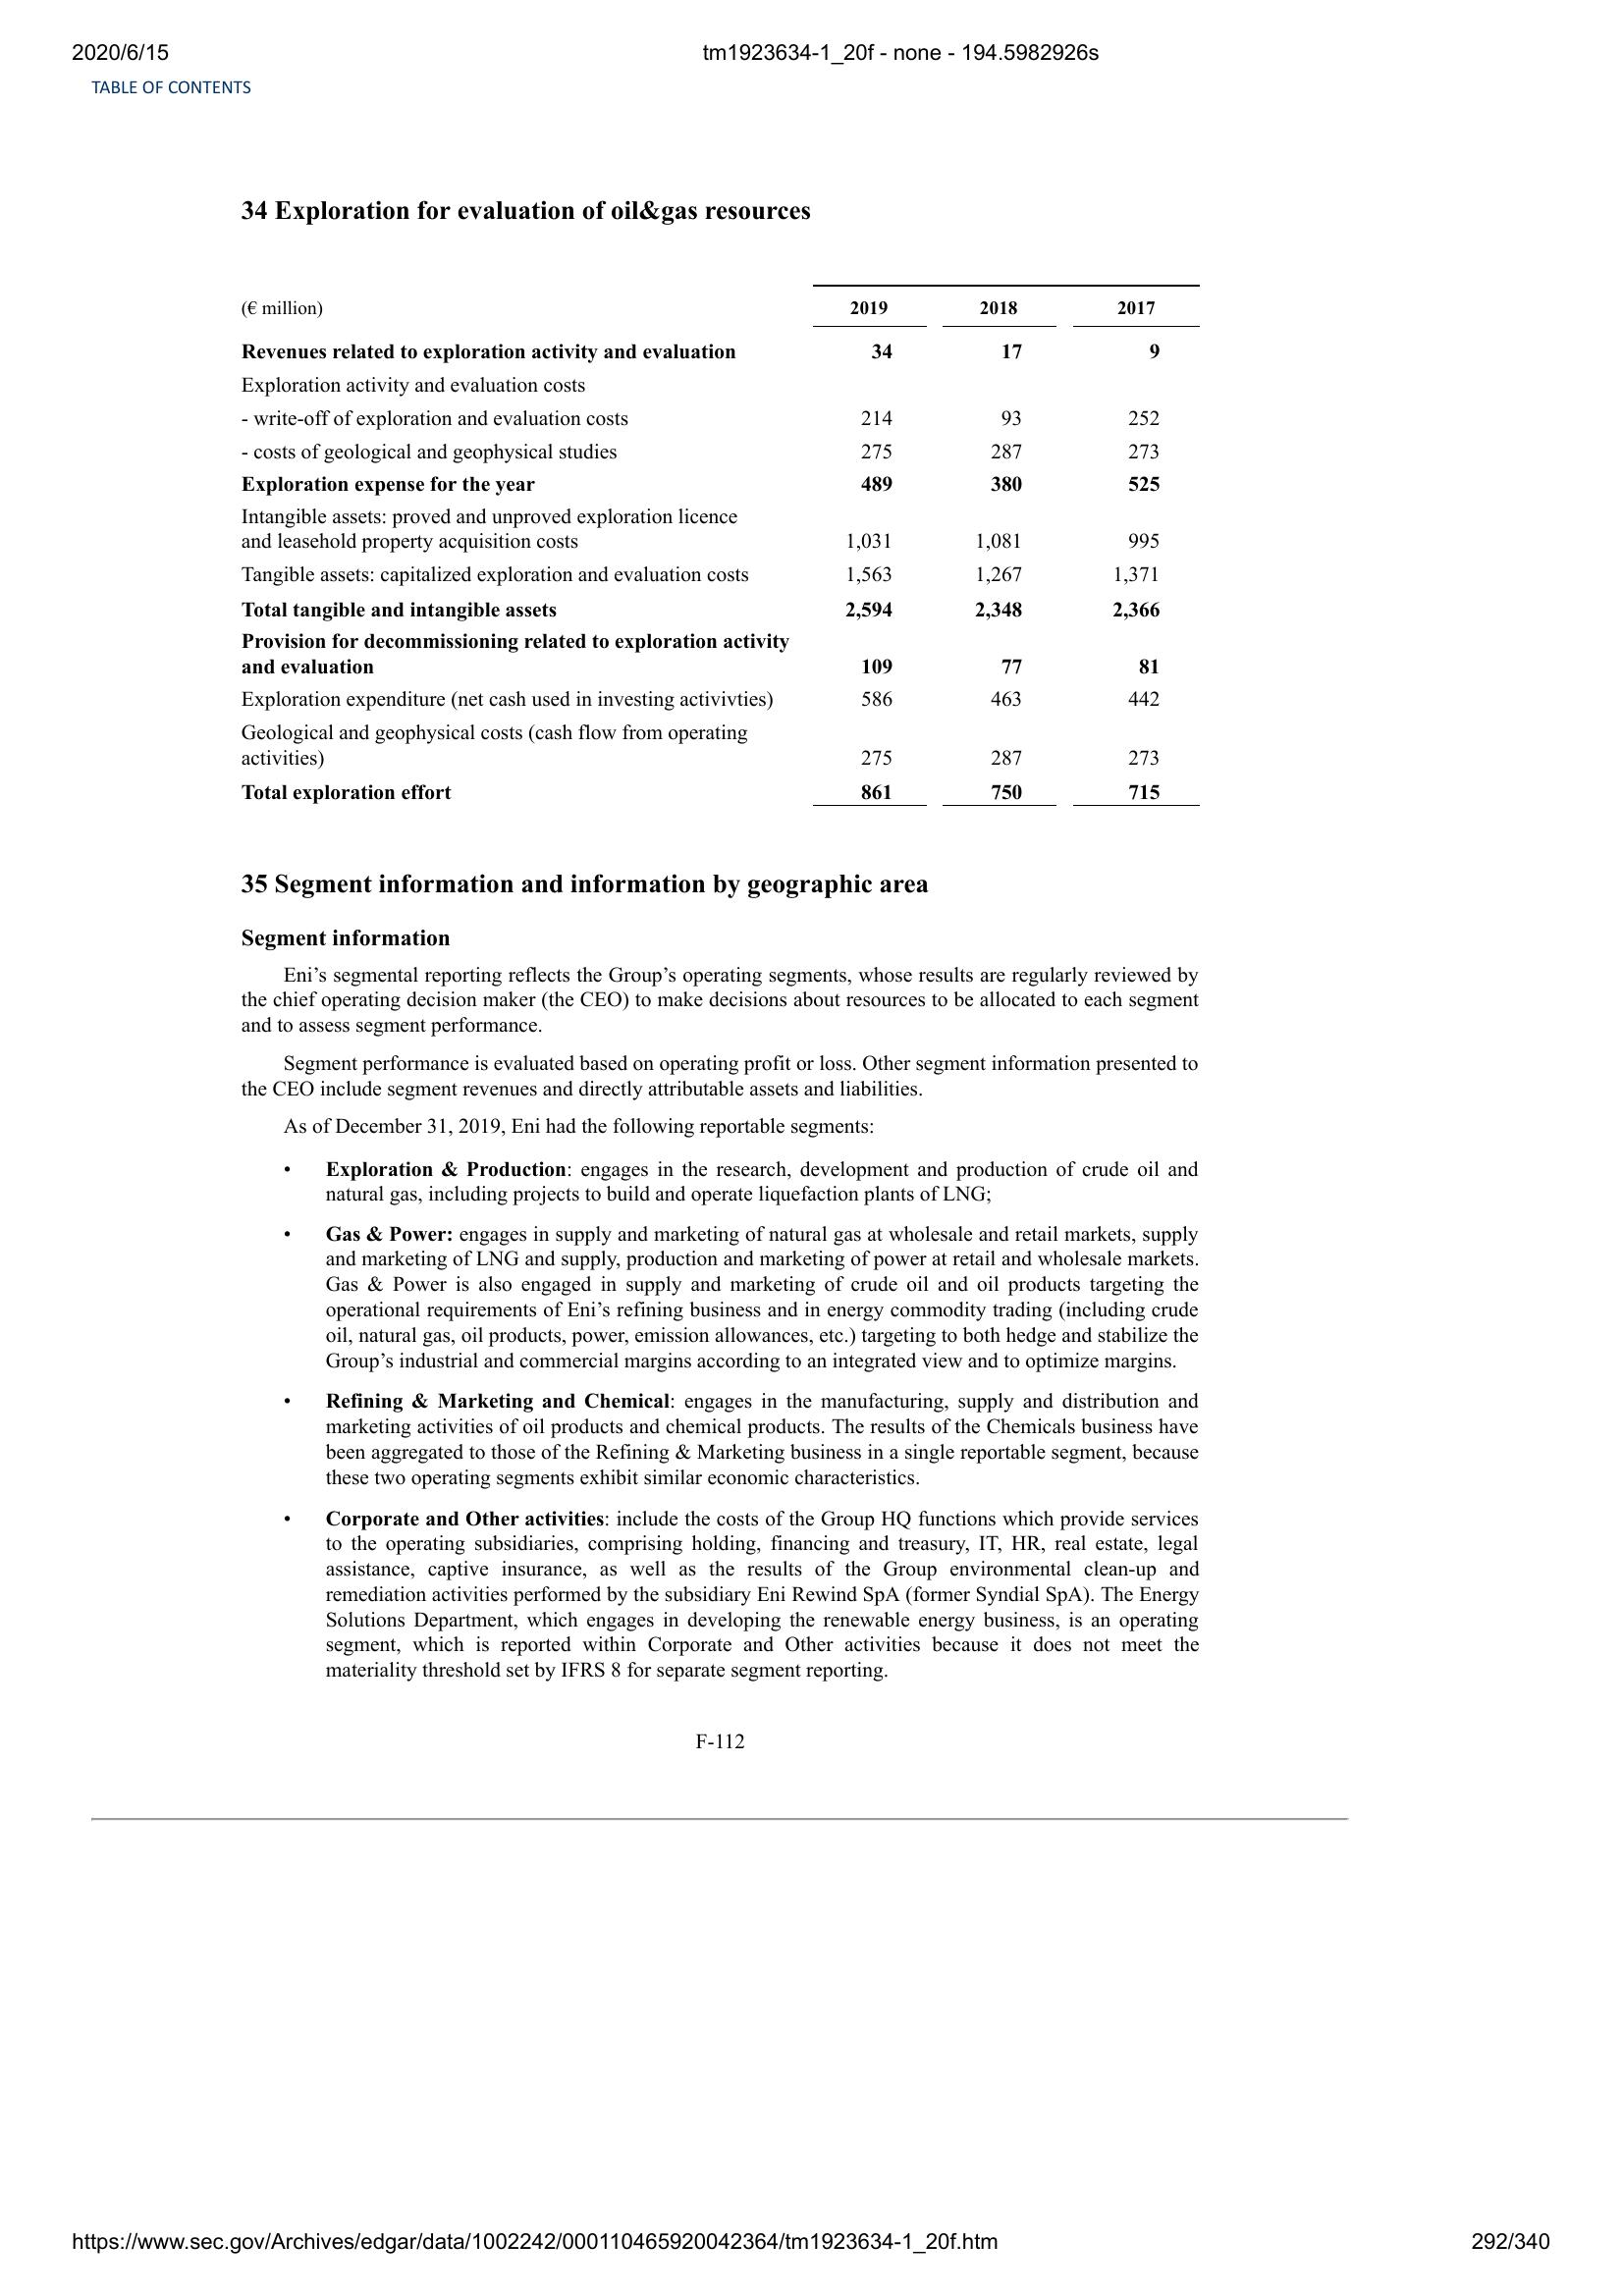 2020/6/15 tm1923634-1_20f - none - 194.5982926s
TABLE OF CONTENTS
34 Exploration for evaluation of oil&gas resources
(€ million) 2019 2018 2017
Revenues related to exploration activity and evaluation 34 17 9
Exploration activity and evaluation costs
- write-off of exploration and evaluation costs 214 93 252
- costs of geological and geophysical studies 275 287 273
Exploration expense for the year 489 380 525
Intangible assets: proved and unproved exploration licence
and leasehold property acquisition costs 1,031 1,081 995
Tangible assets: capitalized exploration and evaluation costs 1,563 1,267 1,371
Total tangible and intangible assets 2,594 2,348 2,366
Provision for decommissioning related to exploration activity
and evaluation 109 77 81
Exploration expenditure (net cash used in investing activivties) 586 463 442
Geological and geophysical costs (cash flow from operating
activities) 275 287 273
Total exploration effort 861 750 715
35 Segment information and information by geographic area
Segment information
Eni’s segmental reporting reflects the Group’s operating segments, whose results are regularly reviewed by
the chief operating decision maker (the CEO) to make decisions about resources to be allocated to each segment
and to assess segment performance.
Segment performance is evaluated based on operating profit or loss. Other segment information presented to
the CEO include segment revenues and directly attributable assets and liabilities.
As of December 31, 2019, Eni had the following reportable segments:
• Exploration & Production: engages in the research, development and production of crude oil and
natural gas, including projects to build and operate liquefaction plants of LNG;
• Gas & Power: engages in supply and marketing of natural gas at wholesale and retail markets, supply
and marketing of LNG and supply, production and marketing of power at retail and wholesale markets.
Gas & Power is also engaged in supply and marketing of crude oil and oil products targeting the
operational requirements of Eni’s refining business and in energy commodity trading (including crude
oil, natural gas, oil products, power, emission allowances, etc.) targeting to both hedge and stabilize the
Group’s industrial and commercial margins according to an integrated view and to optimize margins.
• Refining & Marketing and Chemical: engages in the manufacturing, supply and distribution and
marketing activities of oil products and chemical products. The results of the Chemicals business have
been aggregated to those of the Refining & Marketing business in a single reportable segment, because
these two operating segments exhibit similar economic characteristics.
• Corporate and Other activities: include the costs of the Group HQ functions which provide services
to the operating subsidiaries, comprising holding, financing and treasury, IT, HR, real estate, legal
assistance, captive insurance, as well as the results of the Group environmental clean-up and
remediation activities performed by the subsidiary Eni Rewind SpA (former Syndial SpA). The Energy
Solutions Department, which engages in developing the renewable energy business, is an operating
segment, which is reported within Corporate and Other activities because it does not meet the
materiality threshold set by IFRS 8 for separate segment reporting.
F-112
https://www.sec.gov/Archives/edgar/data/1002242/000110465920042364/tm1923634-1_20f.htm 292/340